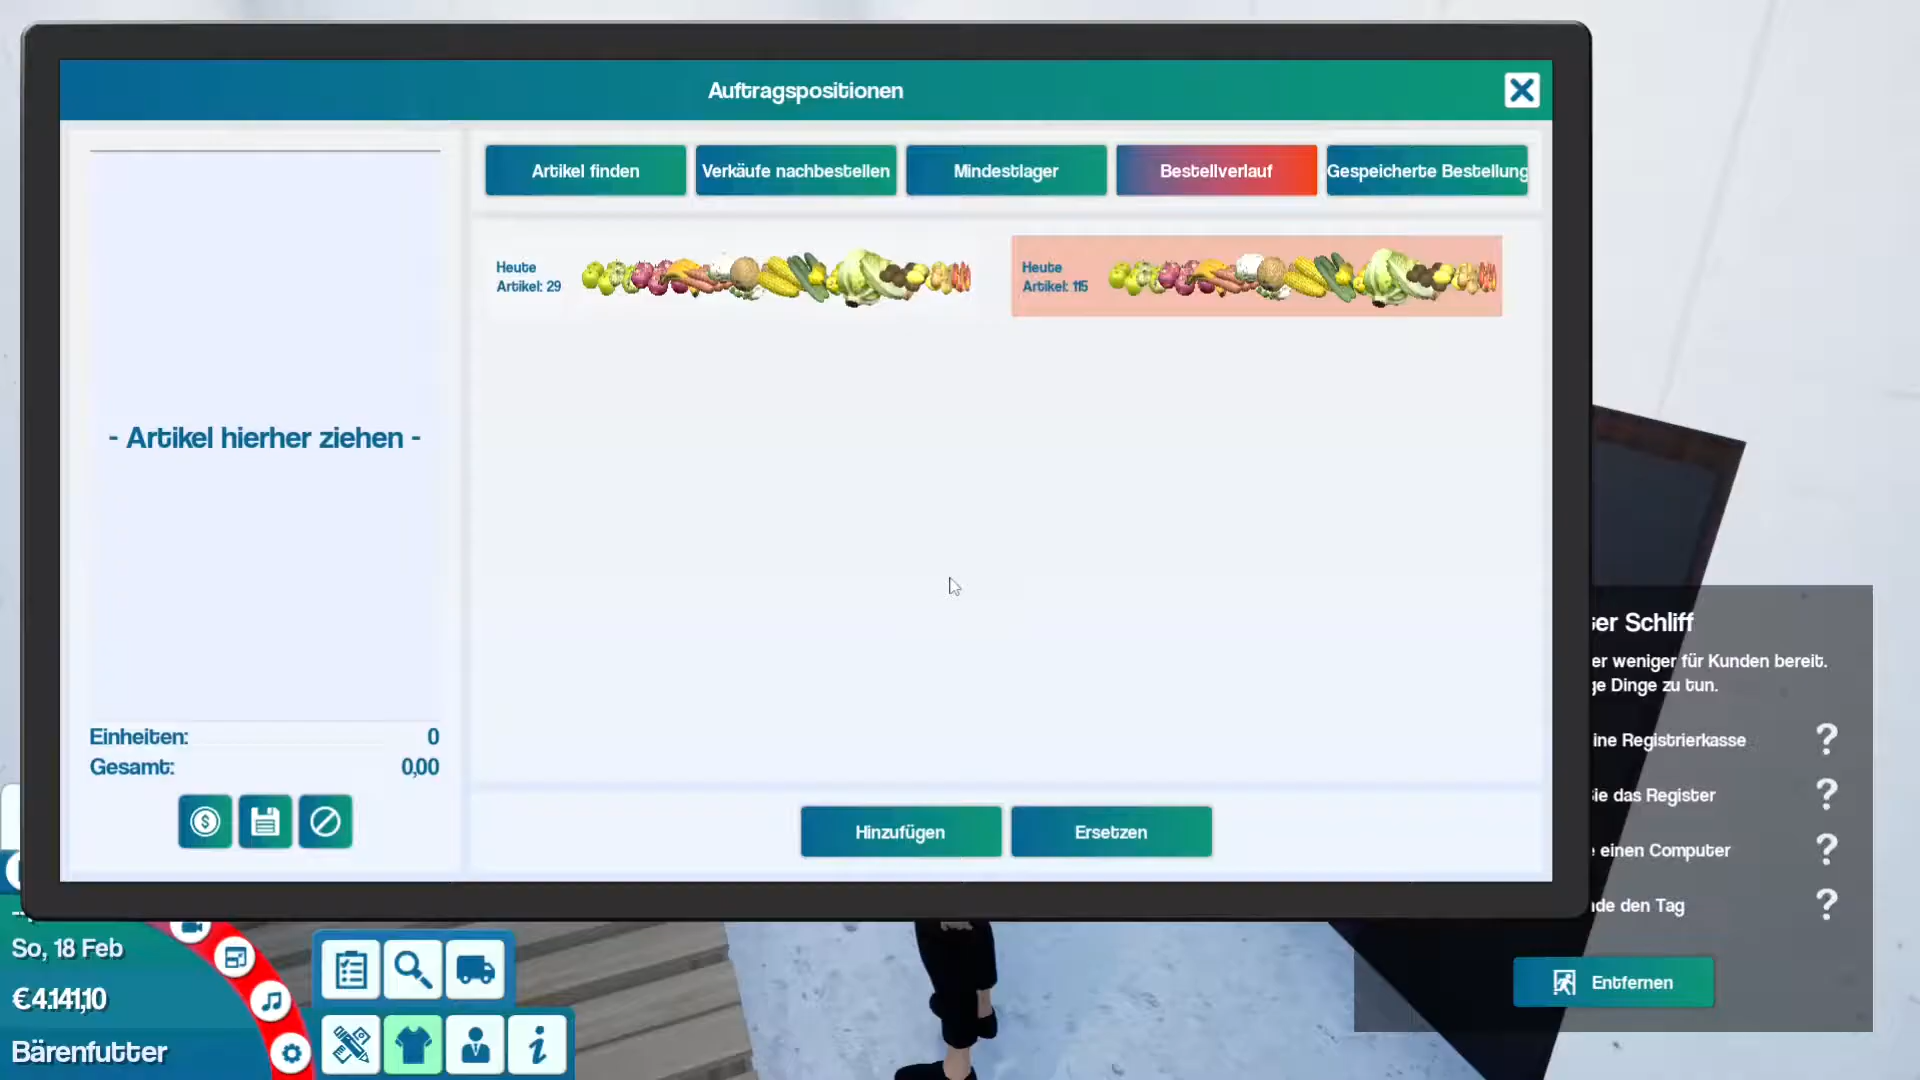 Auftragspositionen
Artikel finden
Verkäufe nachbestellen
Mindestlager
Bestellverlauf
Gespeicherte Bestellung
Heute
Artikel: 29
Heute
Artikel: 115
- Artikel hierher ziehen -
Einheiten: 0
Gesamt: 0,00
Hinzufügen
Ersetzen
er Schliff
er weniger für Kunden bereit.
ge Dinge zu tun.
ine Registrierkasse ?
ie das Register ?
einen Computer ?
de den Tag ?
Entfernen
So, 18 Feb
€4.141,10
Bärenfutter